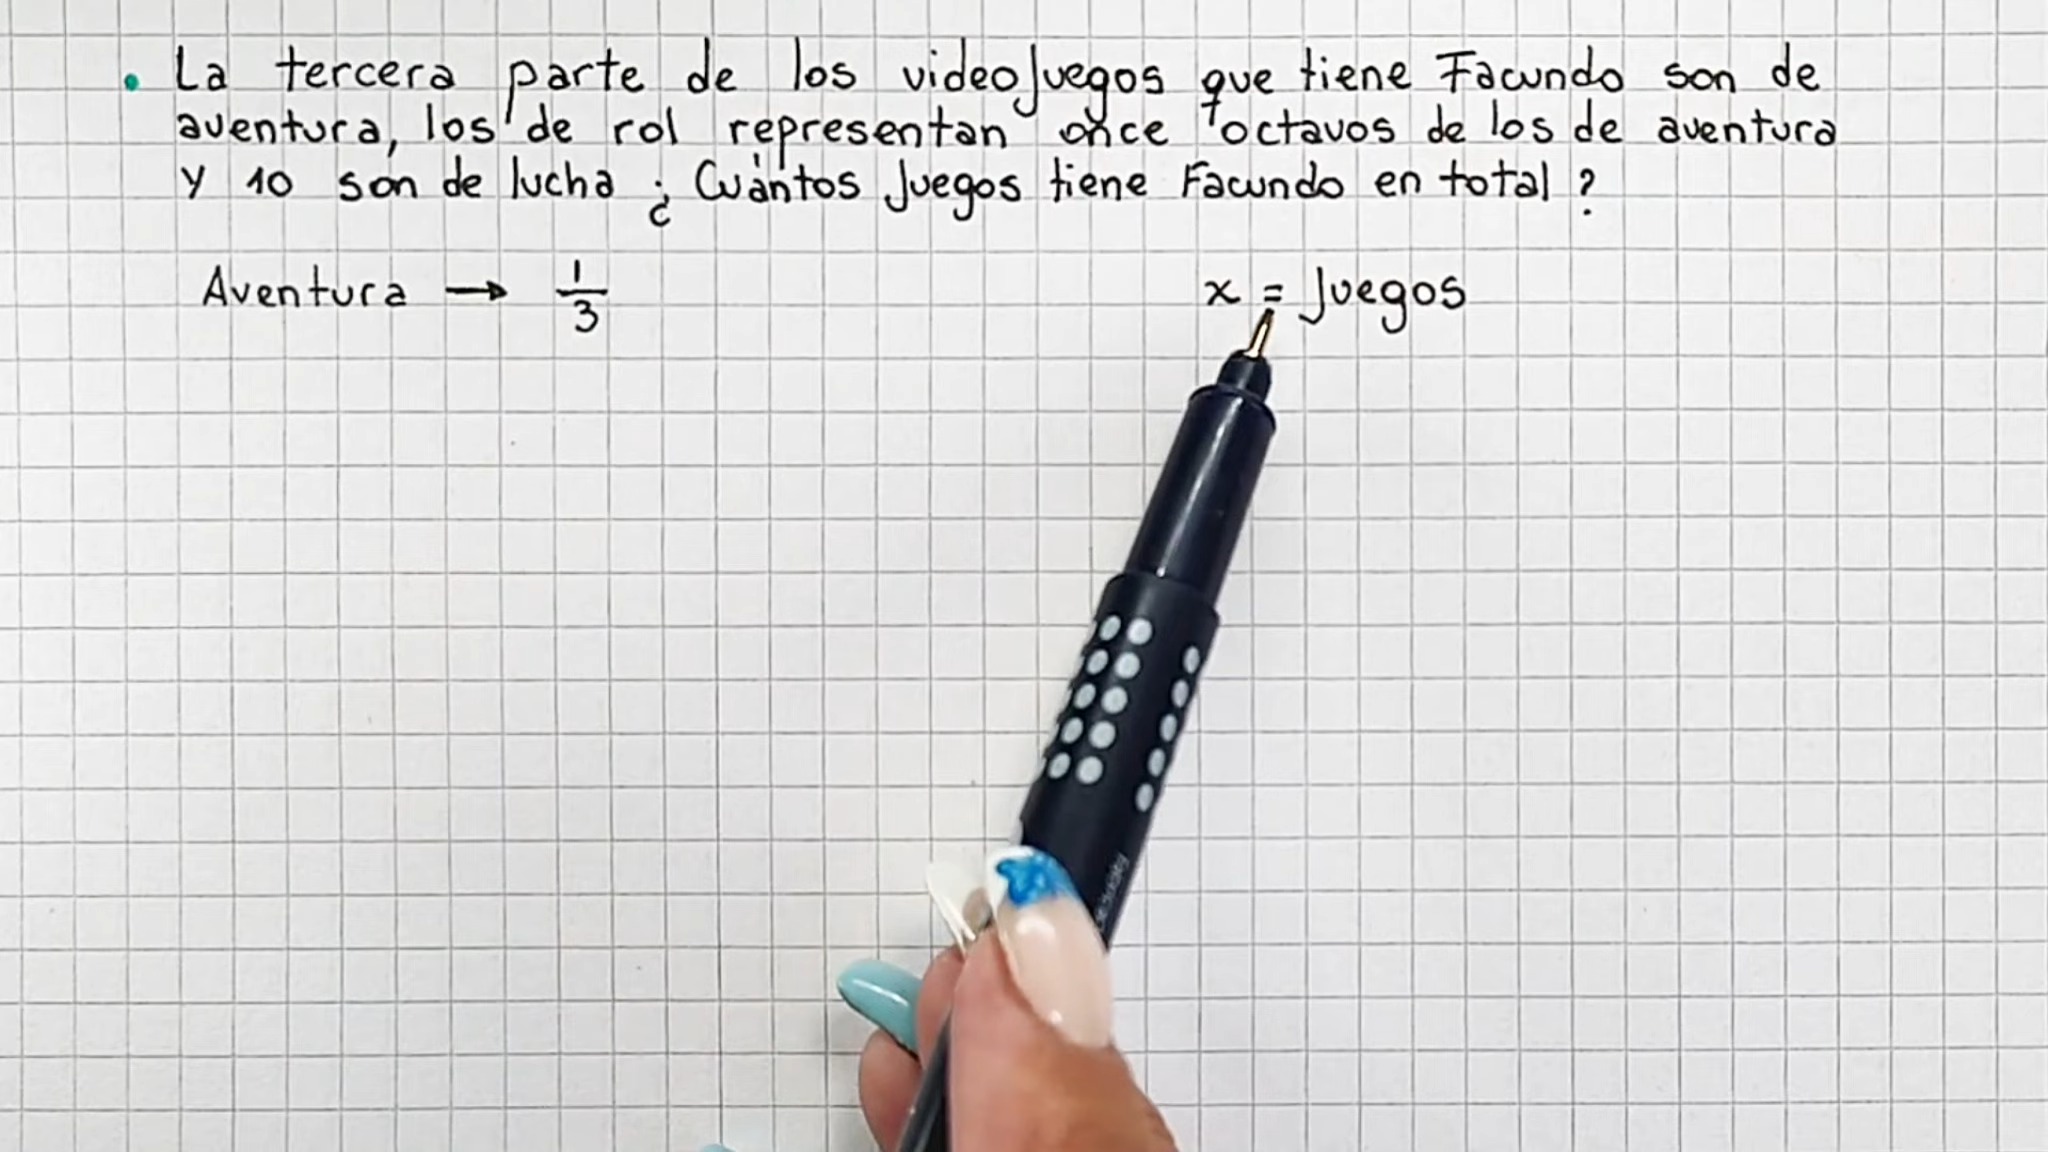 • La tercera parte de los videojuegos que tiene Facundo son de
aventura, los de rol representan once octavos de los de aventura
y 10 son de lucha ¿Cuántos juegos tiene Facundo en total?
Aventura → 1/3
x = juegos